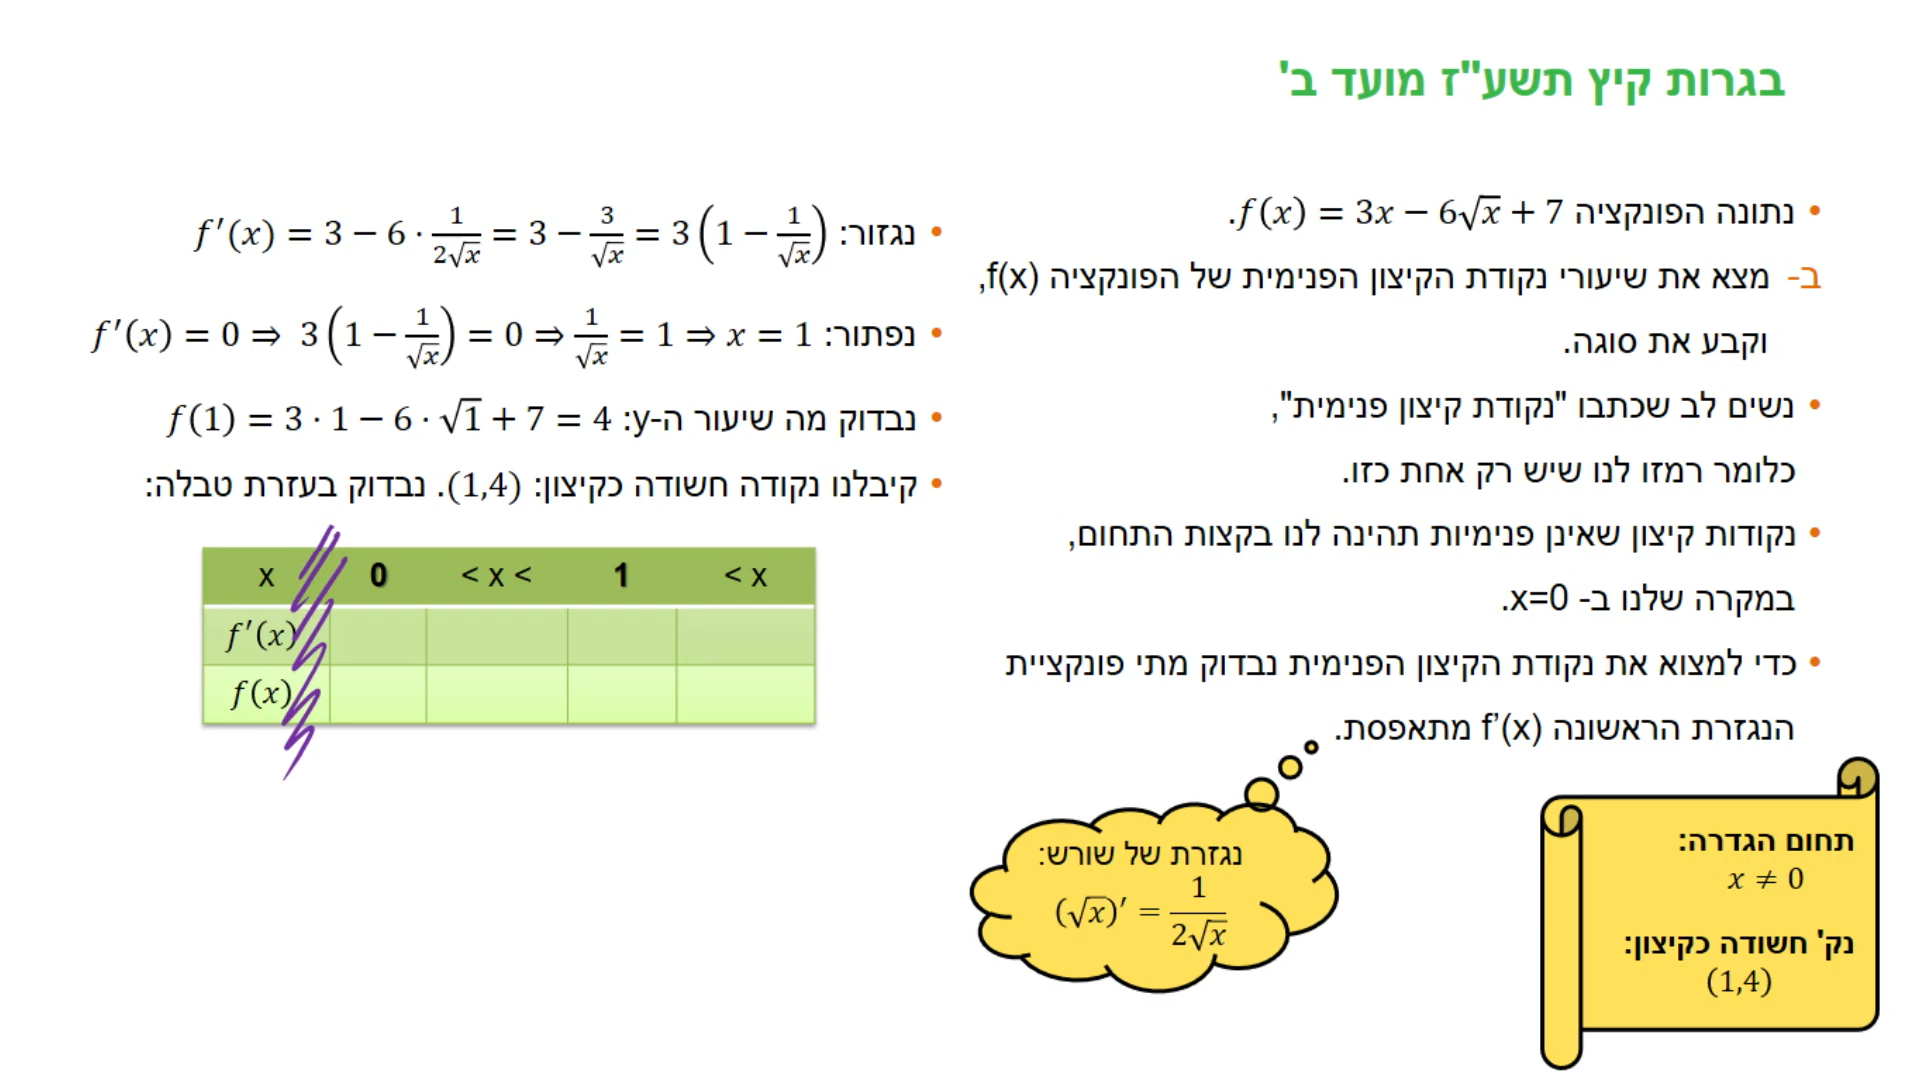 בגרות קיץ תשע"ז מועד ב'
נתונה הפונקציה f(x) = 3x − 6√x + 7.
ב- מצא את שיעורי נקודת הקיצון הפנימית של הפונקציה f(x),
וקבע את סוגה.
נשים לב שכתבו "נקודת קיצון פנימית",
כלומר רמזו לנו שיש רק אחת כזו.
נקודות קיצון שאינן פנימיות תהינה לנו בקצות התחום,
במקרה שלנו ב- x=0.
כדי למצוא את נקודת הקיצון הפנימית נבדוק מתי פונקציית
הנגזרת הראשונה f’(x) מתאפסת.
נגזור: f′(x) = 3 − 6 · 1/(2√x) = 3 − 3/√x = 3(1 − 1/√x)
נפתור: f′(x) = 0 ⇒ 3(1 − 1/√x) = 0 ⇒ 1/√x = 1 ⇒ x = 1
נבדוק מה שיעור ה-y: f(1) = 3 · 1 − 6 · √1 + 7 = 4
קיבלנו נקודה חשודה כקיצון: (1,4). נבדוק בעזרת טבלה:
x 0 < x < 1 < x
f′(x)
f(x)
נגזרת של שורש:
(√x)′ = 1/(2√x)
תחום הגדרה:
x ≠ 0
נק' חשודה כקיצון:
(1,4)